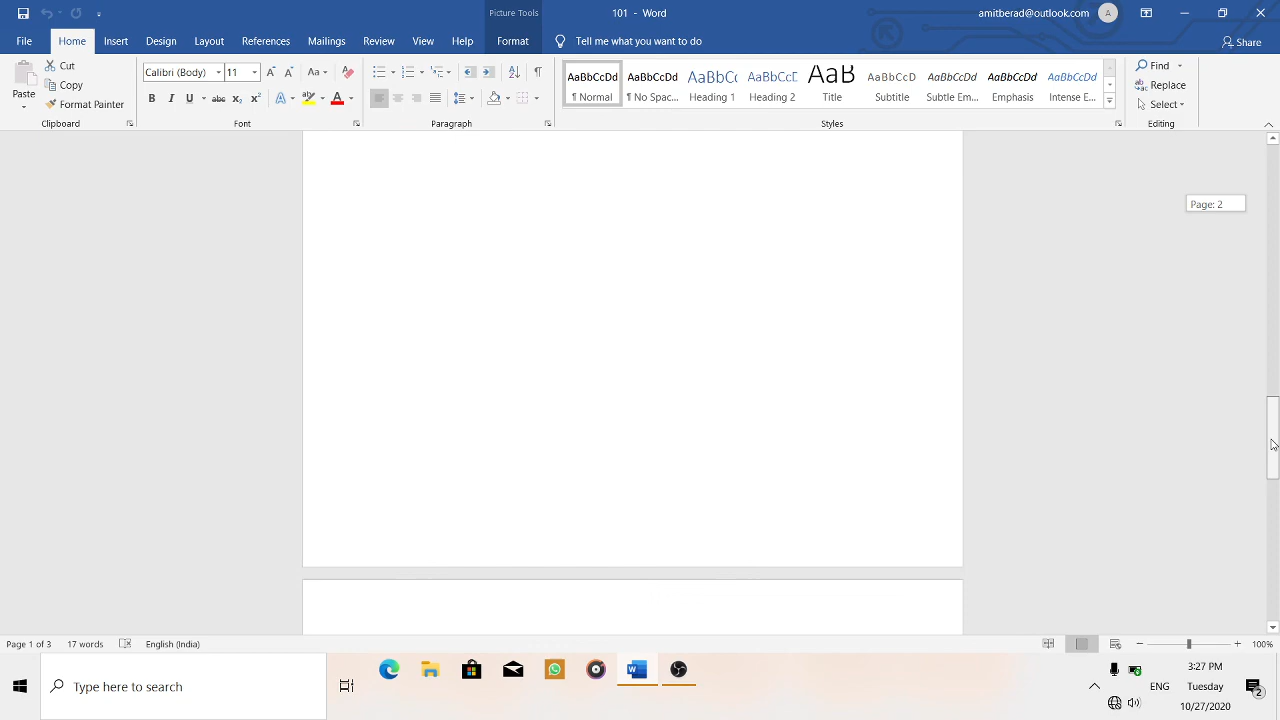 Picture Tools
101 - Word
amitberad@outlook.com
A
File
Home
Insert
Design
Layout
References
Mailings
Review
View
Help
Format
Tell me what you want to do
Share
Paste
Cut
Copy
Format Painter
Calibri (Body)
11
AaBbCcDd
¶ Normal
AaBbCcDd
¶ No Spac...
AaBbCc
Heading 1
AaBbCcD
Heading 2
AaB
Title
AaBbCcD
Subtitle
AaBbCcDd
Subtle Em...
AaBbCcDd
Emphasis
AaBbCcDd
Intense E...
Find
Replace
Select
Clipboard
Font
Paragraph
Styles
Editing
Page: 2
Page 1 of 3
17 words
English (India)
100%
Type here to search
ENG
3:27 PM
Tuesday
10/27/2020
2